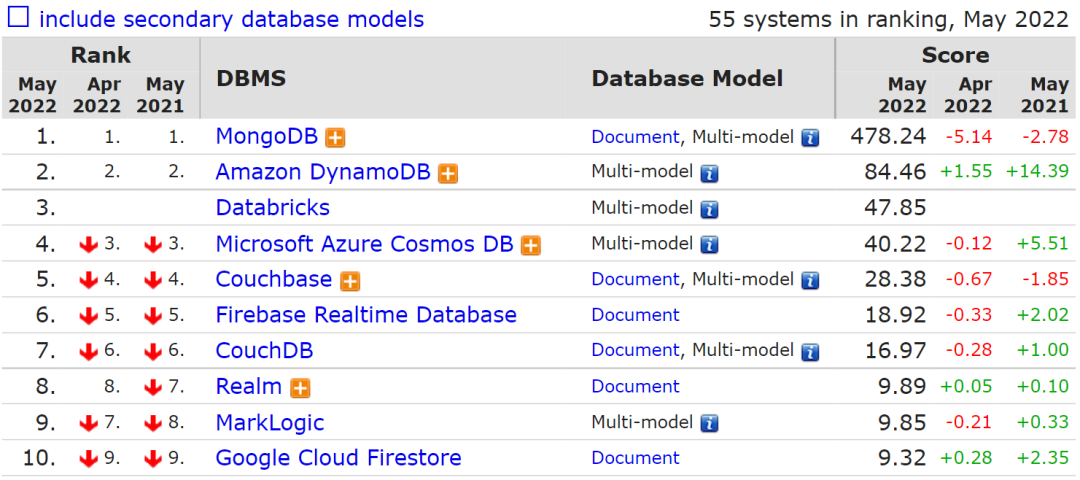 include secondary database models 55 systems in ranking, May 2022
Rank Score
DBMS Database Model
May Apr May May Apr May
2022 2022 2021 2022 2022 2021
1. 1. 1. MongoDB Document, Multi-model 478.24 -5.14 -2.78
2. 2. 2. Amazon DynamoDB Multi-model 84.46 +1.55 +14.39
3. Databricks Multi-model 47.85
4. 3. 3. Microsoft Azure Cosmos DB Multi-model 40.22 -0.12 +5.51
5. 4. 4. Couchbase Document, Multi-model 28.38 -0.67 -1.85
6. 5. 5. Firebase Realtime Database Document 18.92 -0.33 +2.02
7. 6. 6. CouchDB Document, Multi-model 16.97 -0.28 +1.00
8. 8. 7. Realm Document 9.89 +0.05 +0.10
9. 7. 8. MarkLogic Multi-model 9.85 -0.21 +0.33
10. 9. 9. Google Cloud Firestore Document 9.32 +0.28 +2.35